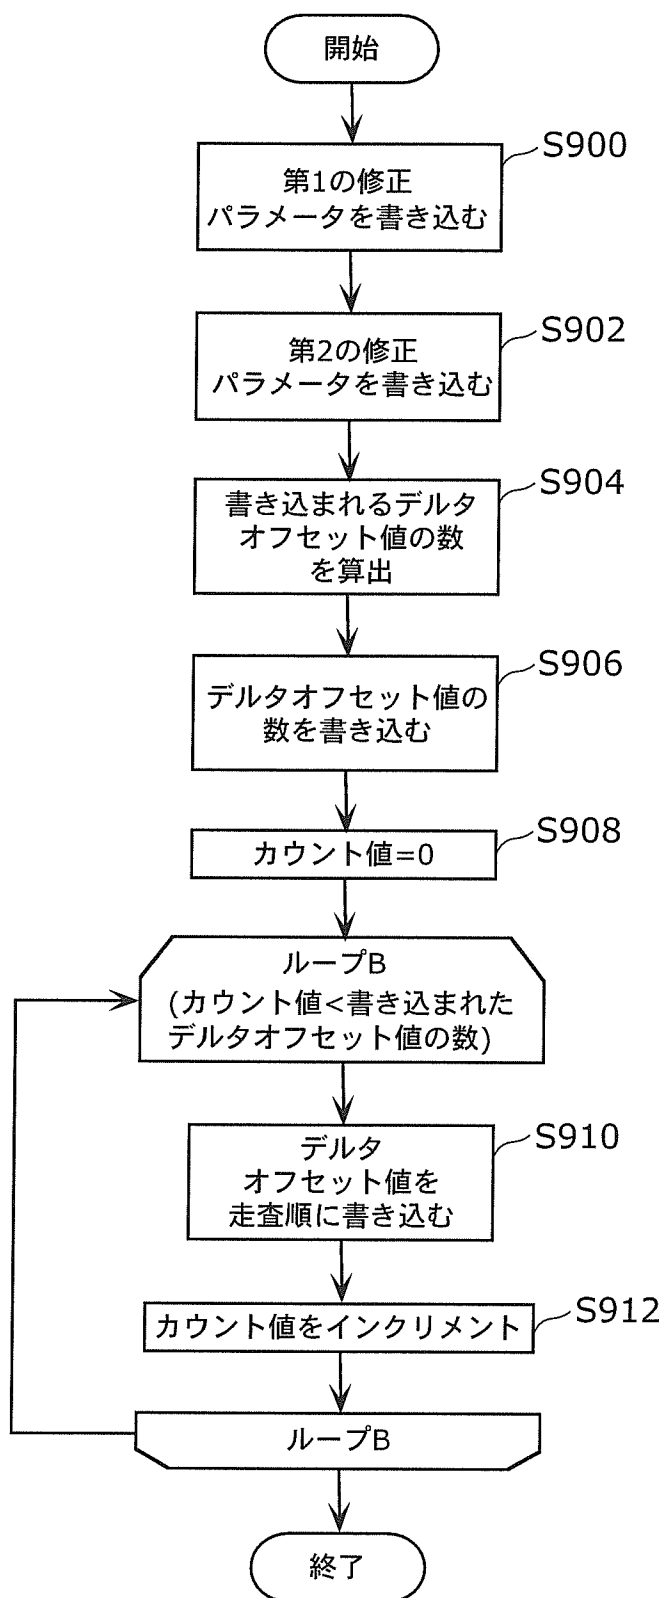 開始
S900
第1の修正
パラメータを書き込む
S902
第2の修正
パラメータを書き込む
S904
書き込まれるデルタ
オフセット値の数
を算出
S906
デルタオフセット値の
数を書き込む
S908
カウント値=0
ループB
(カウント値<書き込まれた
デルタオフセット値の数)
S910
デルタ
オフセット値を
走査順に書き込む
S912
カウント値をインクリメント
ループB
終了